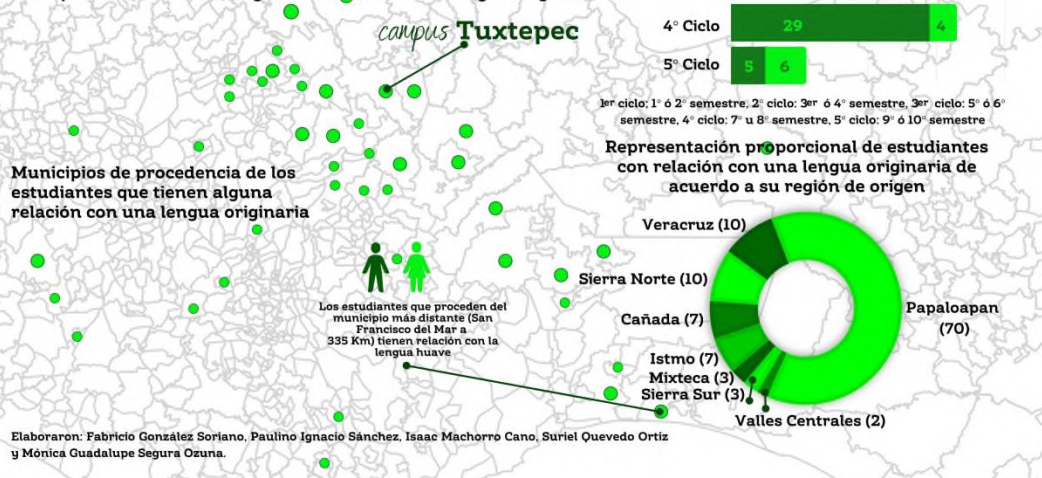 campus Tuxtepec
4° Ciclo
29
4
5° Ciclo
5
6
1er ciclo; 1° ó 2° semestre, 2° ciclo: 3er ó 4° semestre, 3er ciclo: 5° ó 6°
semestre, 4° ciclo: 7° u 8° semestre, 5° ciclo: 9° ó 10° semestre
Representación proporcional de estudiantes
con relación con una lengua originaria de
acuerdo a su región de origen
Municipios de procedencia de los
estudiantes que tienen alguna
relación con una lengua originaria
Veracruz (10)
Sierra Norte (10)
Cañada (7)
Istmo (7)
Mixteca (3)
Sierra Sur (3)
Valles Centrales (2)
Papaloapan
(70)
Los estudiantes que proceden del
municipio más distante (San
Francisco del Mar a
335 Km) tienen relación con la
lengua huave
Elaboraron: Fabricio González Soriano, Paulino Ignacio Sánchez, Isaac Machorro Cano, Suriel Quevedo Ortiz
y Mónica Guadalupe Segura Ozuna.